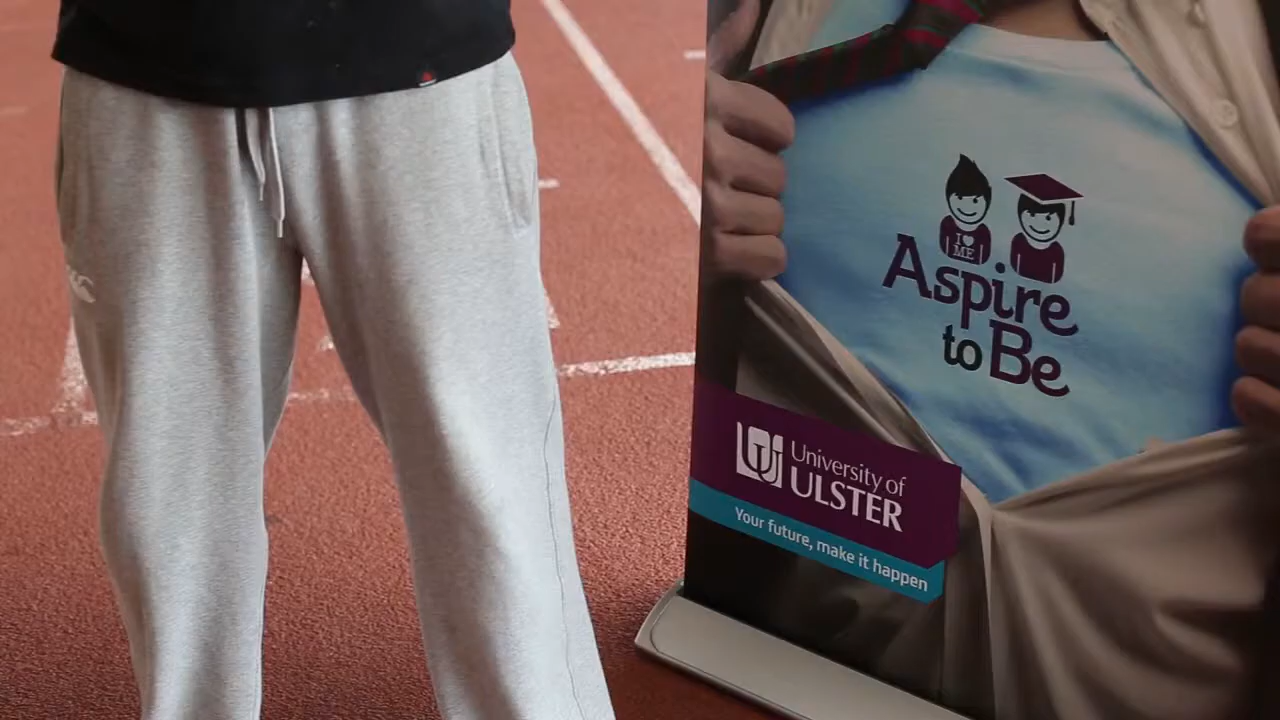 I ♥
ME
Aspire
to Be
University of
ULSTER
Your future, make it happen